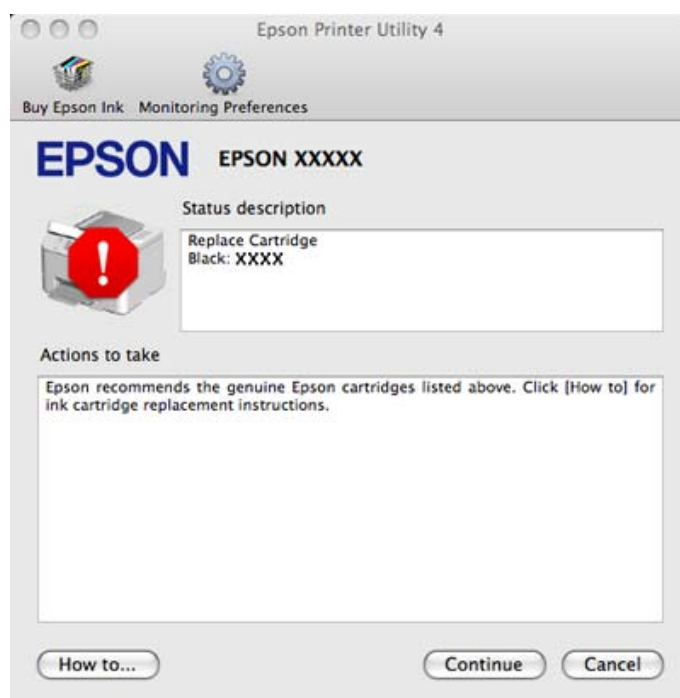 Epson Printer Utility 4
Buy Epson Ink Monitoring Preferences
EPSON EPSON XXXXX
Status description
Replace Cartridge
Black: XXXX
Actions to take
Epson recommends the genuine Epson cartridges listed above. Click [How to] for
ink cartridge replacement instructions.
How to... Continue Cancel